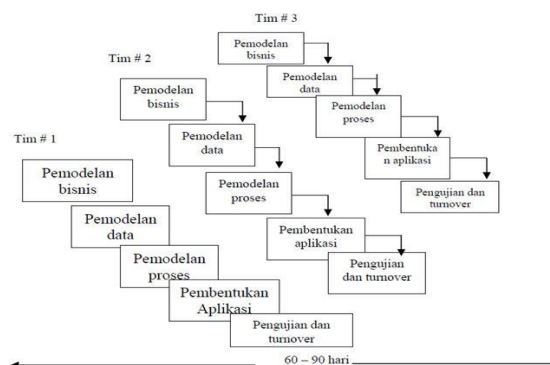 Tim # 3
Pemodelan
bisnis
Pemodelan
data
Pemodelan
proses
Pembentuka
n aplikasi
Pengujian dan
turnover
Tim # 2
Pemodelan
bisnis
Pemodelan
data
Pemodelan
proses
Pembentukan
aplikasi
Pengujian
dan turnover
Tim # 1
Pemodelan
bisnis
Pemodelan
data
Pemodelan
proses
Pembentukan
Aplikasi
Pengujian dan
turnover
60 – 90 hari